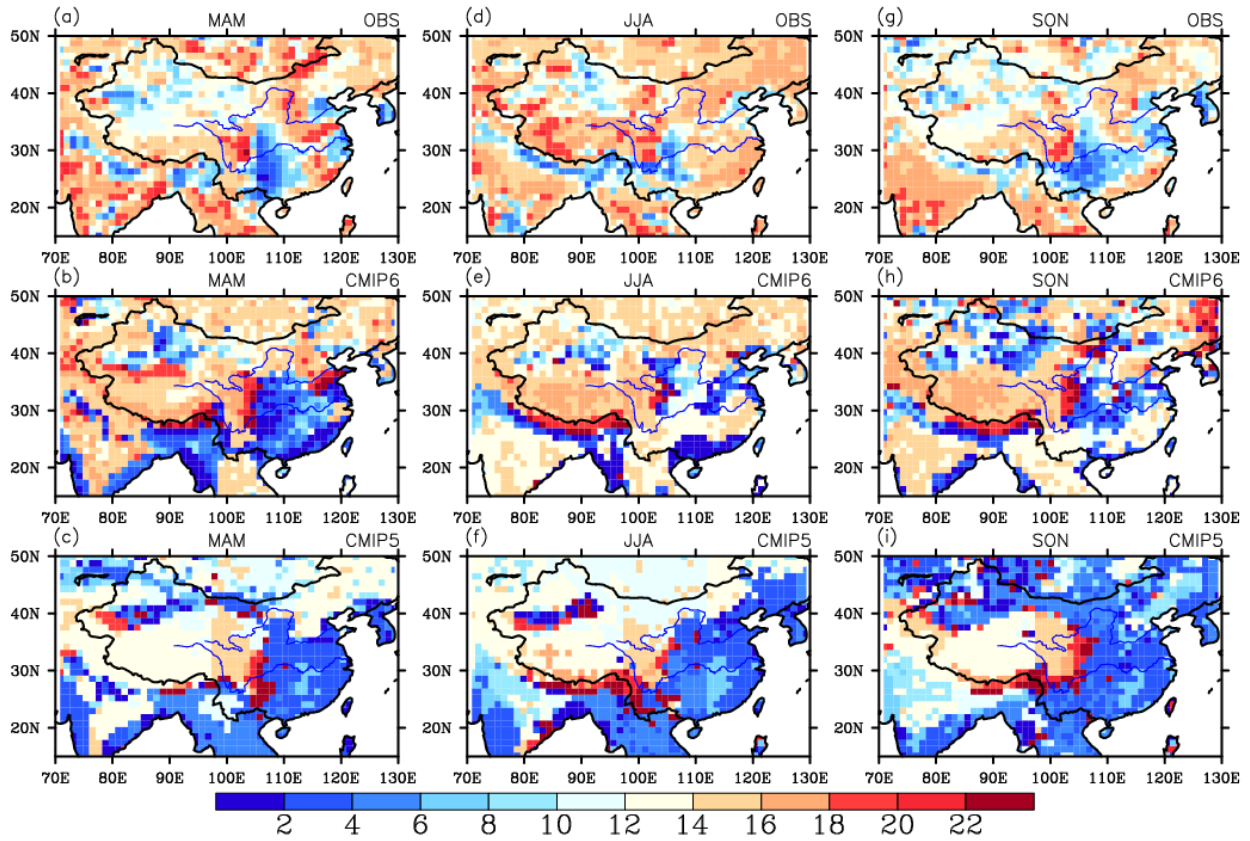 (a) MAM OBS (d) JJA OBS (g) SON OBS
50N 50N 50N
40N 40N 40N
30N 30N 30N
20N 20N 20N
70E 80E 90E 100E 110E 120E 130E 70E 80E 90E 100E 110E 120E 130E 70E 80E 90E 100E 110E 120E 130E
(b) MAM CMIP6 (e) JJA CMIP6 (h) SON CMIP6
50N 50N 50N
40N 40N 40N
30N 30N 30N
20N 20N 20N
70E 80E 90E 100E 110E 120E 130E 70E 80E 90E 100E 110E 120E 130E 70E 80E 90E 100E 110E 120E 130E
(c) MAM CMIP5 (f) JJA CMIP5 (i) SON CMIP5
50N 50N 50N
40N 40N 40N
30N 30N 30N
20N 20N 20N
70E 80E 90E 100E 110E 120E 130E 70E 80E 90E 100E 110E 120E 130E 70E 80E 90E 100E 110E 120E 130E
2 4 6 8 10 12 14 16 18 20 22